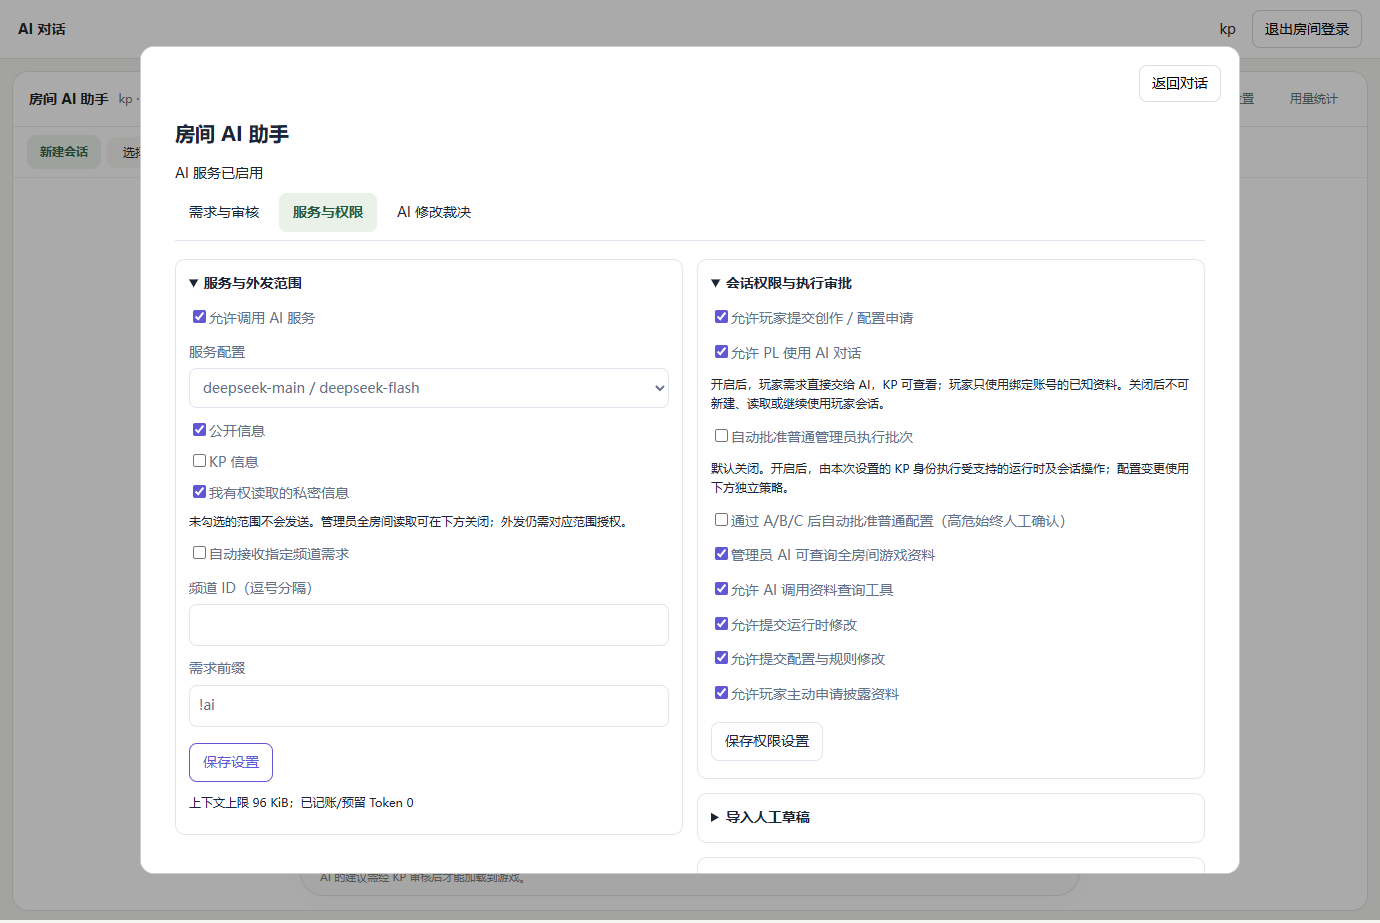 AI 对话
kp
退出房间登录
房间 AI 助手
kp ·
用量统计
新建会话
返回对话
房间 AI 助手
AI 服务已启用
需求与审核
服务与权限
AI 修改裁决
▼ 服务与外发范围
允许调用 AI 服务
服务配置
deepseek-main / deepseek-flash
公开信息
KP 信息
我有权读取的私密信息
未勾选的范围不会发送。管理员全房间读取可在下方关闭；外发仍需对应范围授权。
自动接收指定频道需求
频道 ID（逗号分隔）
需求前缀
!ai
保存设置
上下文上限 96 KiB；已记账/预留 Token 0
▼ 会话权限与执行审批
允许玩家提交创作 / 配置申请
允许 PL 使用 AI 对话
开启后，玩家需求直接交给 AI，KP 可查看；玩家只使用绑定账号的已知资料。关闭后不可
新建、读取或继续使用玩家会话。
自动批准普通管理员执行批次
默认关闭。开启后，由本次设置的 KP 身份执行受支持的运行时及会话操作；配置变更使用
下方独立策略。
通过 A/B/C 后自动批准普通配置（高危始终人工确认）
管理员 AI 可查询全房间游戏资料
允许 AI 调用资料查询工具
允许提交运行时修改
允许提交配置与规则修改
允许玩家主动申请披露资料
保存权限设置
▶ 导入人工草稿
AI 的建议需经 KP 审核后才能加载到游戏。